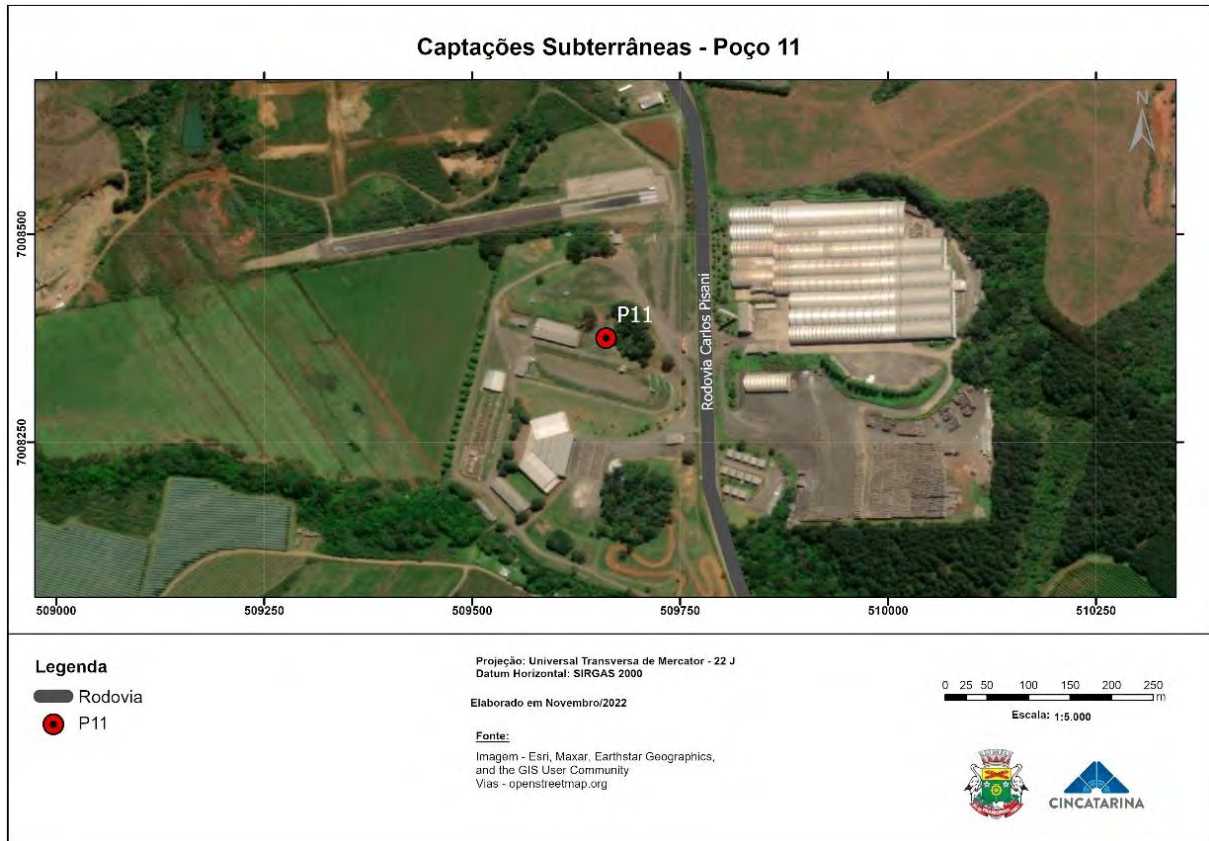 Captações Subterrâneas - Poço 11
N
7008500
7008250
P11
Rodovia Carlos Pisani
509000 509250 509500 509750 510000 510250
Legenda
Rodovia
P11
Projeção: Universal Transversa de Mercator - 22 J
Datum Horizontal: SIRGAS 2000
Elaborado em Novembro/2022
Fonte:
Imagem - Esri, Maxar, Earthstar Geographics,
and the GIS User Community
Vias - openstreetmap.org
0 25 50 100 150 200 250
m
Escala: 1:5.000
CINCATARINA